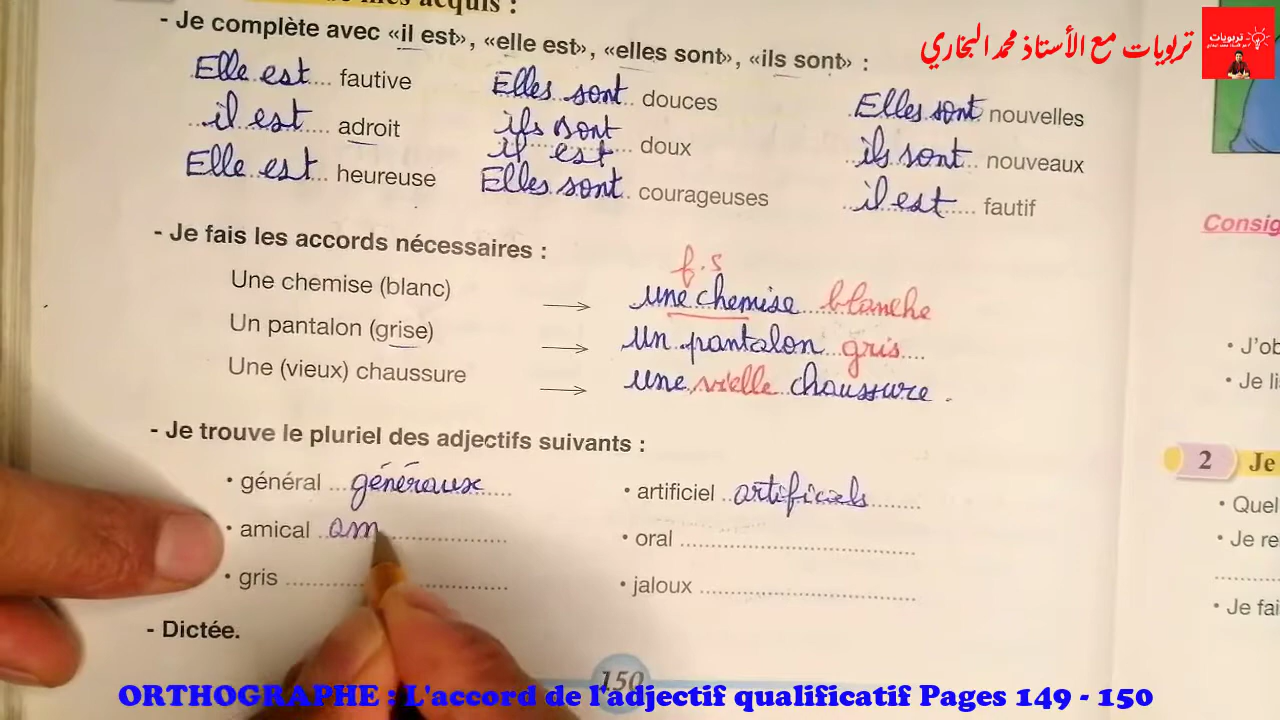 de mes acquis :
- Je complète avec «il est», «elle est», «elles sont», «ils sont» :
تربويات مع الأستاذ محمد البخاري
تربويات
Elle est fautive
Elles sont douces
Elles sont nouvelles
il est adroit
ils sont
il est doux
ils sont nouveaux
Elle est heureuse
Elles sont courageuses
il est fautif
- Je fais les accords nécessaires :
f.s
Une chemise (blanc) → une chemise blanche
Un pantalon (grise) → un pantalon gris
Une (vieux) chaussure → une vielle chaussure.
- Je trouve le pluriel des adjectifs suivants :
• général généraux
• artificiel artificiels
• amical am
• oral
• gris
• jaloux
- Dictée.
150
Consig
• J'ob
• Je li
2 Je
• Quel
• Je re
• Je fai
ORTHOGRAPHE : L'accord de l'adjectif qualificatif Pages 149 - 150